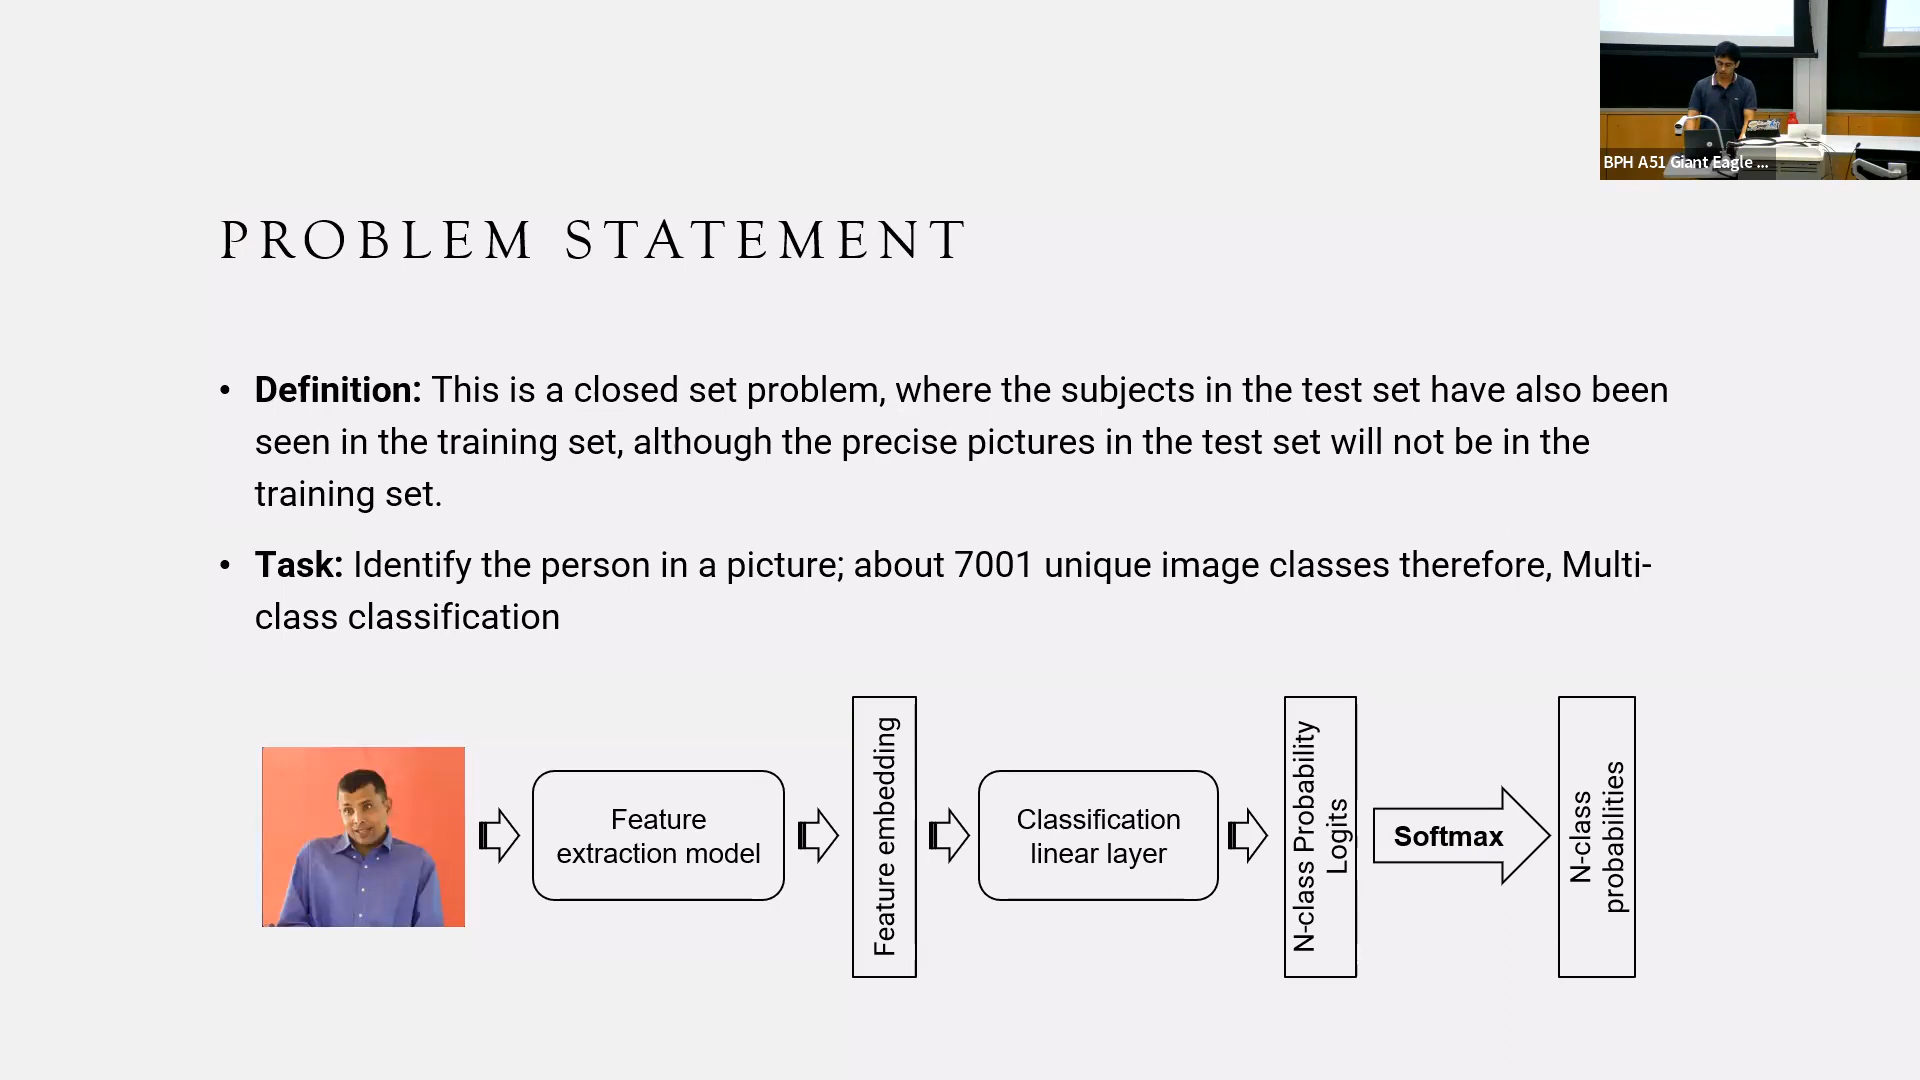 BPH A51 Giant Eagle ...
PROBLEM STATEMENT
• Definition: This is a closed set problem, where the subjects in the test set have also been
seen in the training set, although the precise pictures in the test set will not be in the
training set.
• Task: Identify the person in a picture; about 7001 unique image classes therefore, Multi-
class classification
Feature
extraction model
Feature embedding
Classification
linear layer
N-class Probability
Logits
Softmax
N-class
probabilities